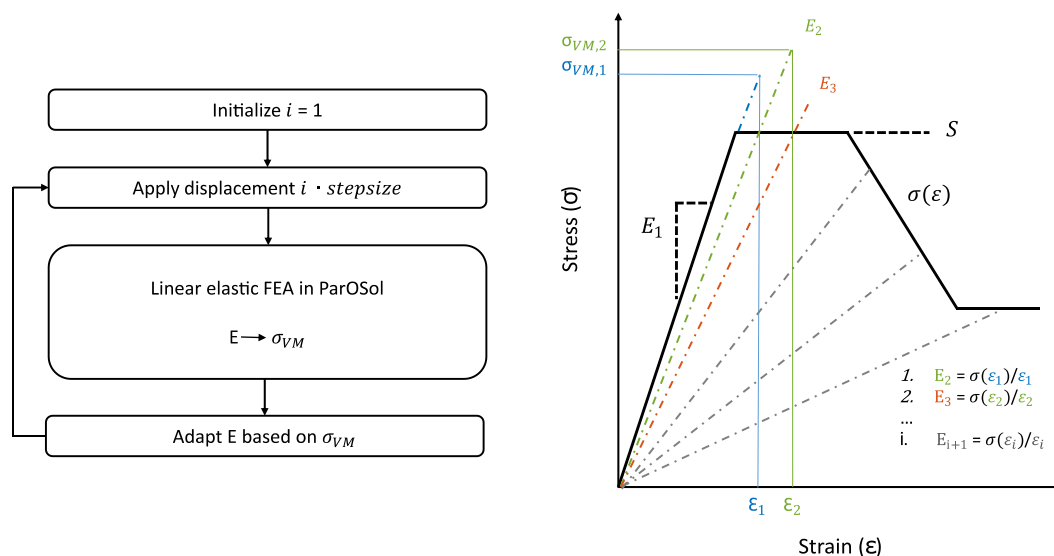 Initialize i = 1
Apply displacement i · stepsize
Linear elastic FEA in ParOSol
E → σVM
Adapt E based on σVM
Stress (σ)
σVM,2
σVM,1
E2
E3
S
E1
σ(ε)
1. E2 = σ(ε1)/ε1
2. E3 = σ(ε2)/ε2
...
i. Ei+1 = σ(εi)/εi
ε1
ε2
Strain (ε)